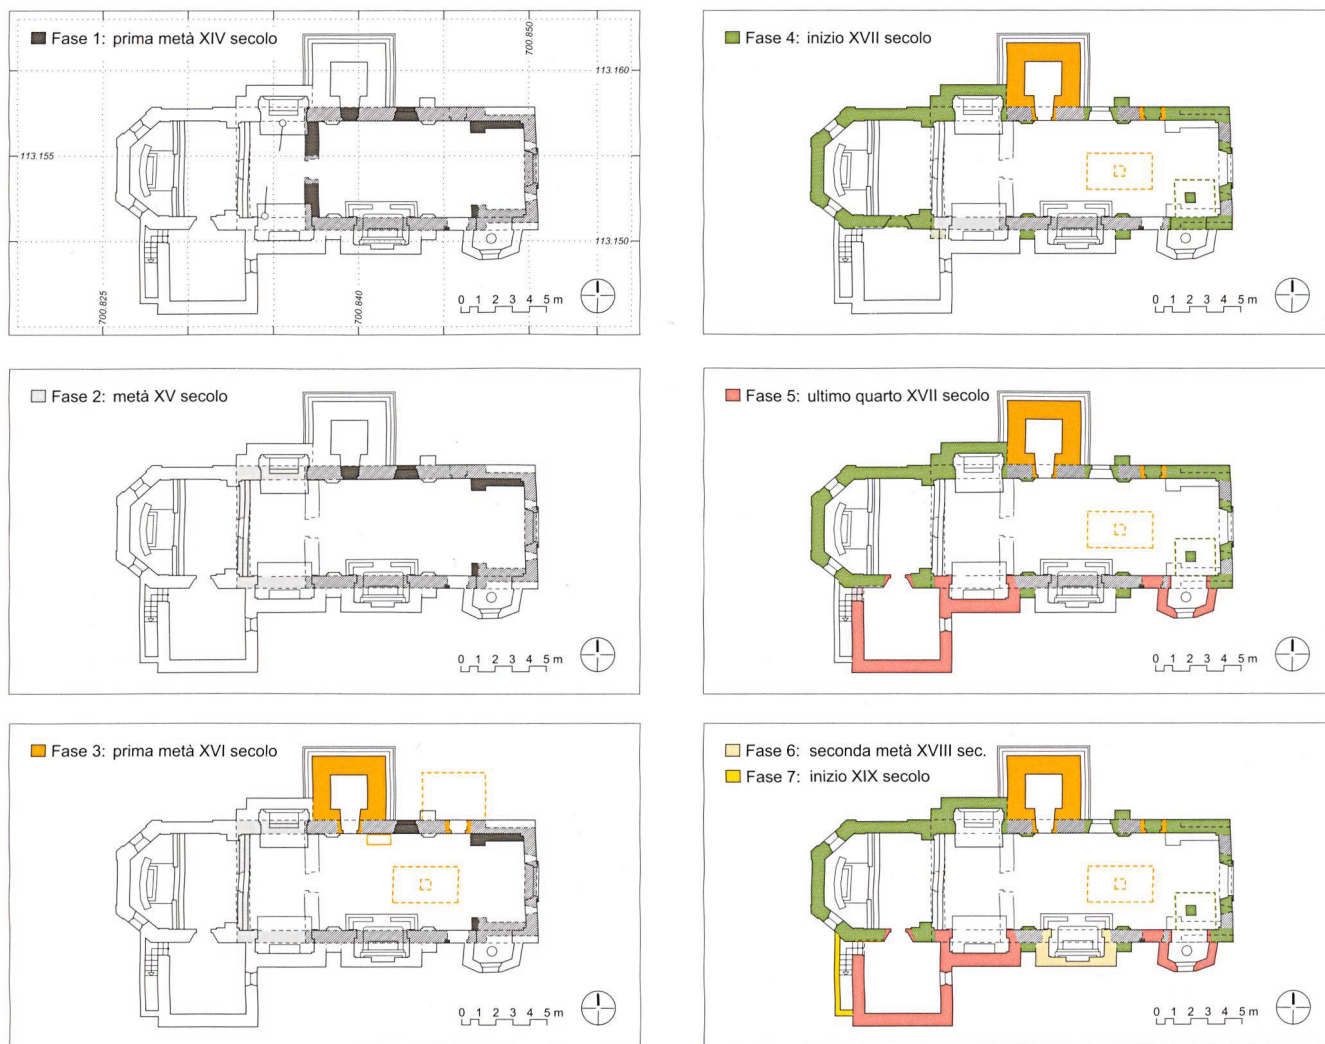 Fase 1: prima metà XIV secolo
700.850
113.160
113.155
113.150
700.825
700.840
0 1 2 3 4 5 m
Fase 2: metà XV secolo
0 1 2 3 4 5 m
Fase 3: prima metà XVI secolo
0 1 2 3 4 5 m
Fase 4: inizio XVII secolo
0 1 2 3 4 5 m
Fase 5: ultimo quarto XVII secolo
0 1 2 3 4 5 m
Fase 6: seconda metà XVIII sec.
Fase 7: inizio XIX secolo
0 1 2 3 4 5 m